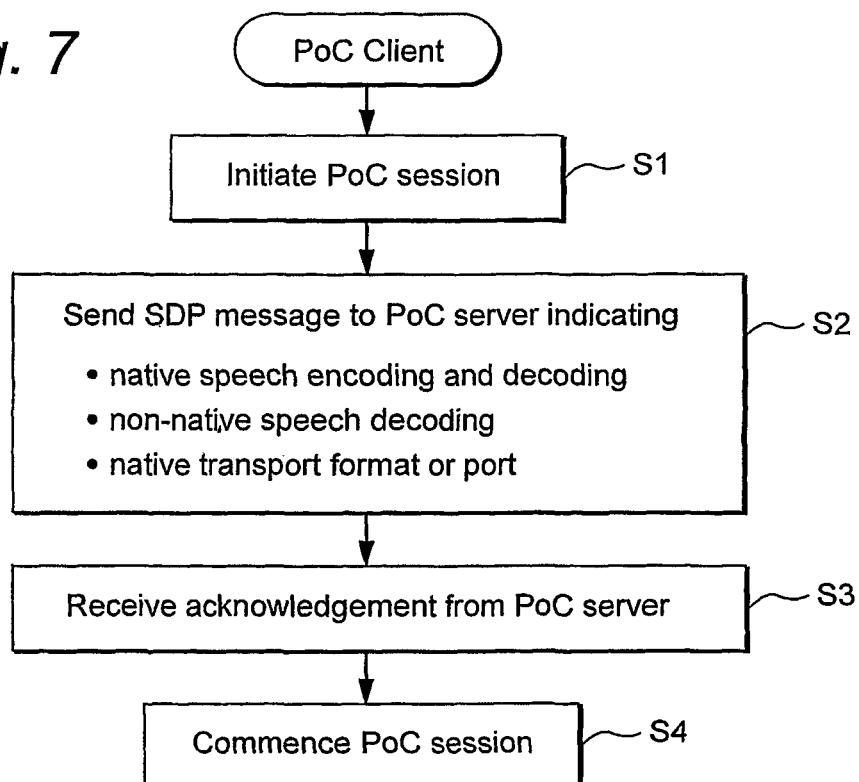 g. 7
PoC Client
Initiate PoC session
S1
Send SDP message to PoC server indicating
• native speech encoding and decoding
• non-native speech decoding
• native transport format or port
S2
Receive acknowledgement from PoC server
S3
Commence PoC session
S4